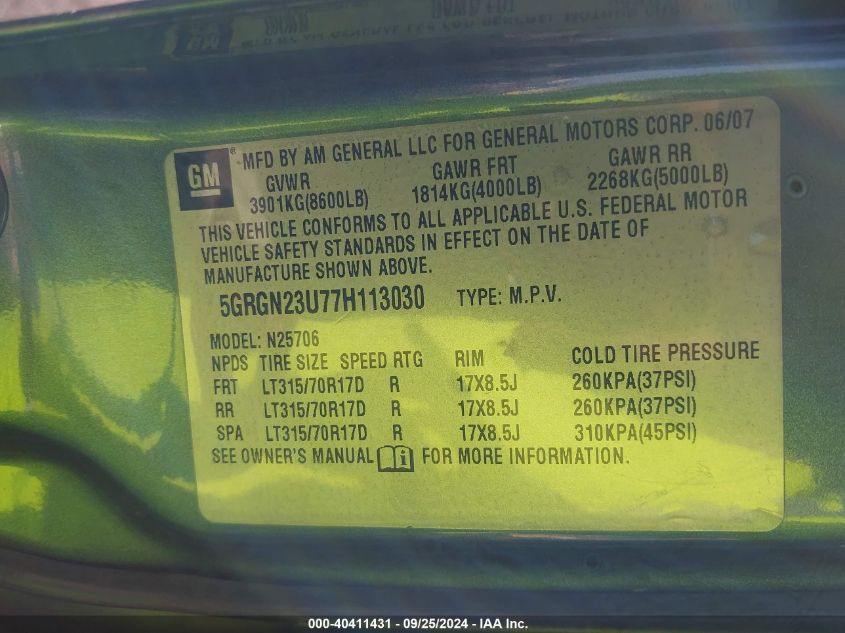 GM
MFD BY AM GENERAL LLC FOR GENERAL MOTORS CORP. 06/07
GVWR GAWR FRT GAWR RR
3901KG(8600LB) 1814KG(4000LB) 2268KG(5000LB)
THIS VEHICLE CONFORMS TO ALL APPLICABLE U.S. FEDERAL MOTOR
VEHICLE SAFETY STANDARDS IN EFFECT ON THE DATE OF
MANUFACTURE SHOWN ABOVE.
5GRGN23U77H113030 TYPE: M.P.V.
MODEL: N25706
NPDS TIRE SIZE SPEED RTG RIM COLD TIRE PRESSURE
FRT LT315/70R17D R 17X8.5J 260KPA(37PSI)
RR LT315/70R17D R 17X8.5J 260KPA(37PSI)
SPA LT315/70R17D R 17X8.5J 310KPA(45PSI)
SEE OWNER'S MANUAL i FOR MORE INFORMATION.
000-40411431 / 09/25/2024 - IAA Inc.